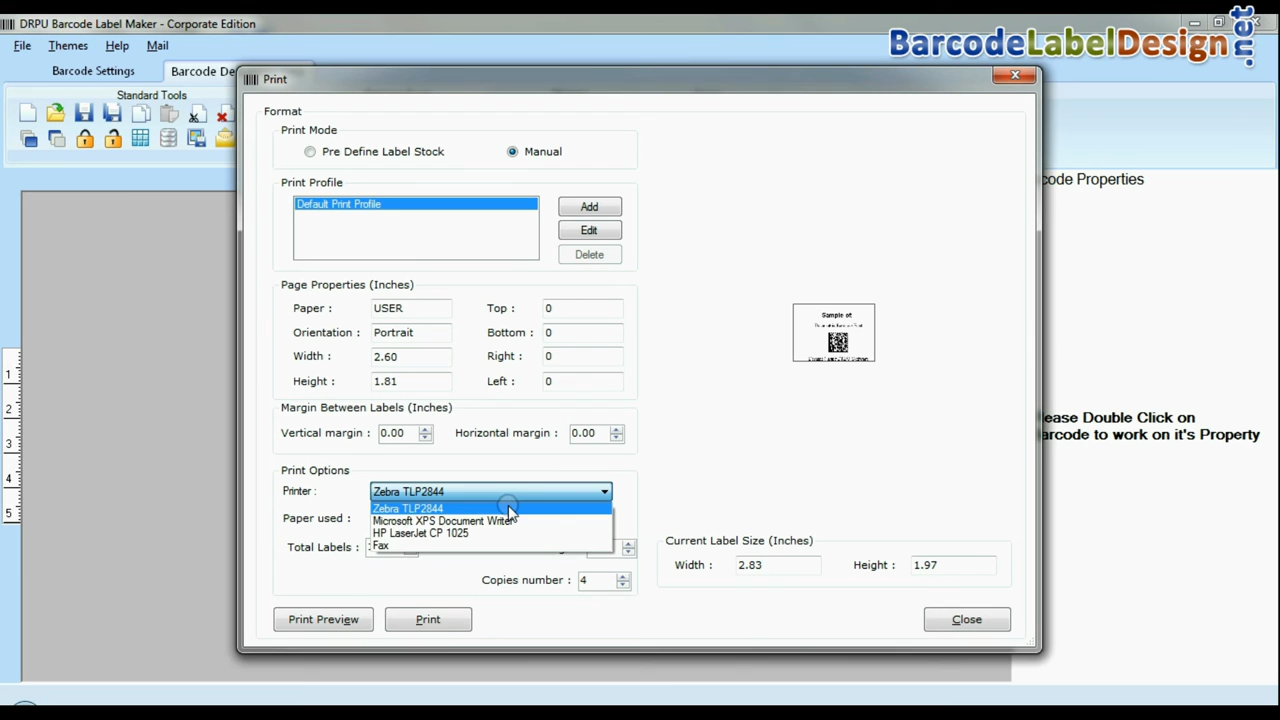 DRPU Barcode Label Maker - Corporate Edition
BarcodeLabelDesign.net
File Themes Help Mail
Barcode Settings Barcode De
Print
Standard Tools
Format
Print Mode
Pre Define Label Stock Manual
Print Profile
Default Print Profile
Add
Edit
Delete
code Properties
Page Properties (Inches)
Paper : USER Top : 0
Orientation : Portrait Bottom : 0
Width : 2.60 Right : 0
Height : 1.81 Left : 0
Sample of
Margin Between Labels (Inches)
Vertical margin : 0.00 Horizontal margin : 0.00
ease Double Click on
arcode to work on it's Property
Print Options
Printer : Zebra TLP2844
Zebra TLP2844
Microsoft XPS Document Writer
HP LaserJet CP 1025
Fax
Paper used :
Total Labels :
Copies number : 4
Current Label Size (Inches)
Width : 2.83 Height : 1.97
Print Preview Print Close
1
2
3
4
5